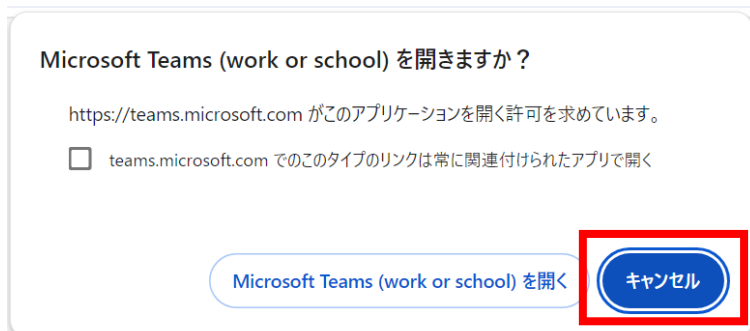 Microsoft Teams (work or school) を開きますか？
https://teams.microsoft.com がこのアプリケーションを開く許可を求めています。
teams.microsoft.com でのこのタイプのリンクは常に関連付けられたアプリで開く
Microsoft Teams (work or school) を開く キャンセル